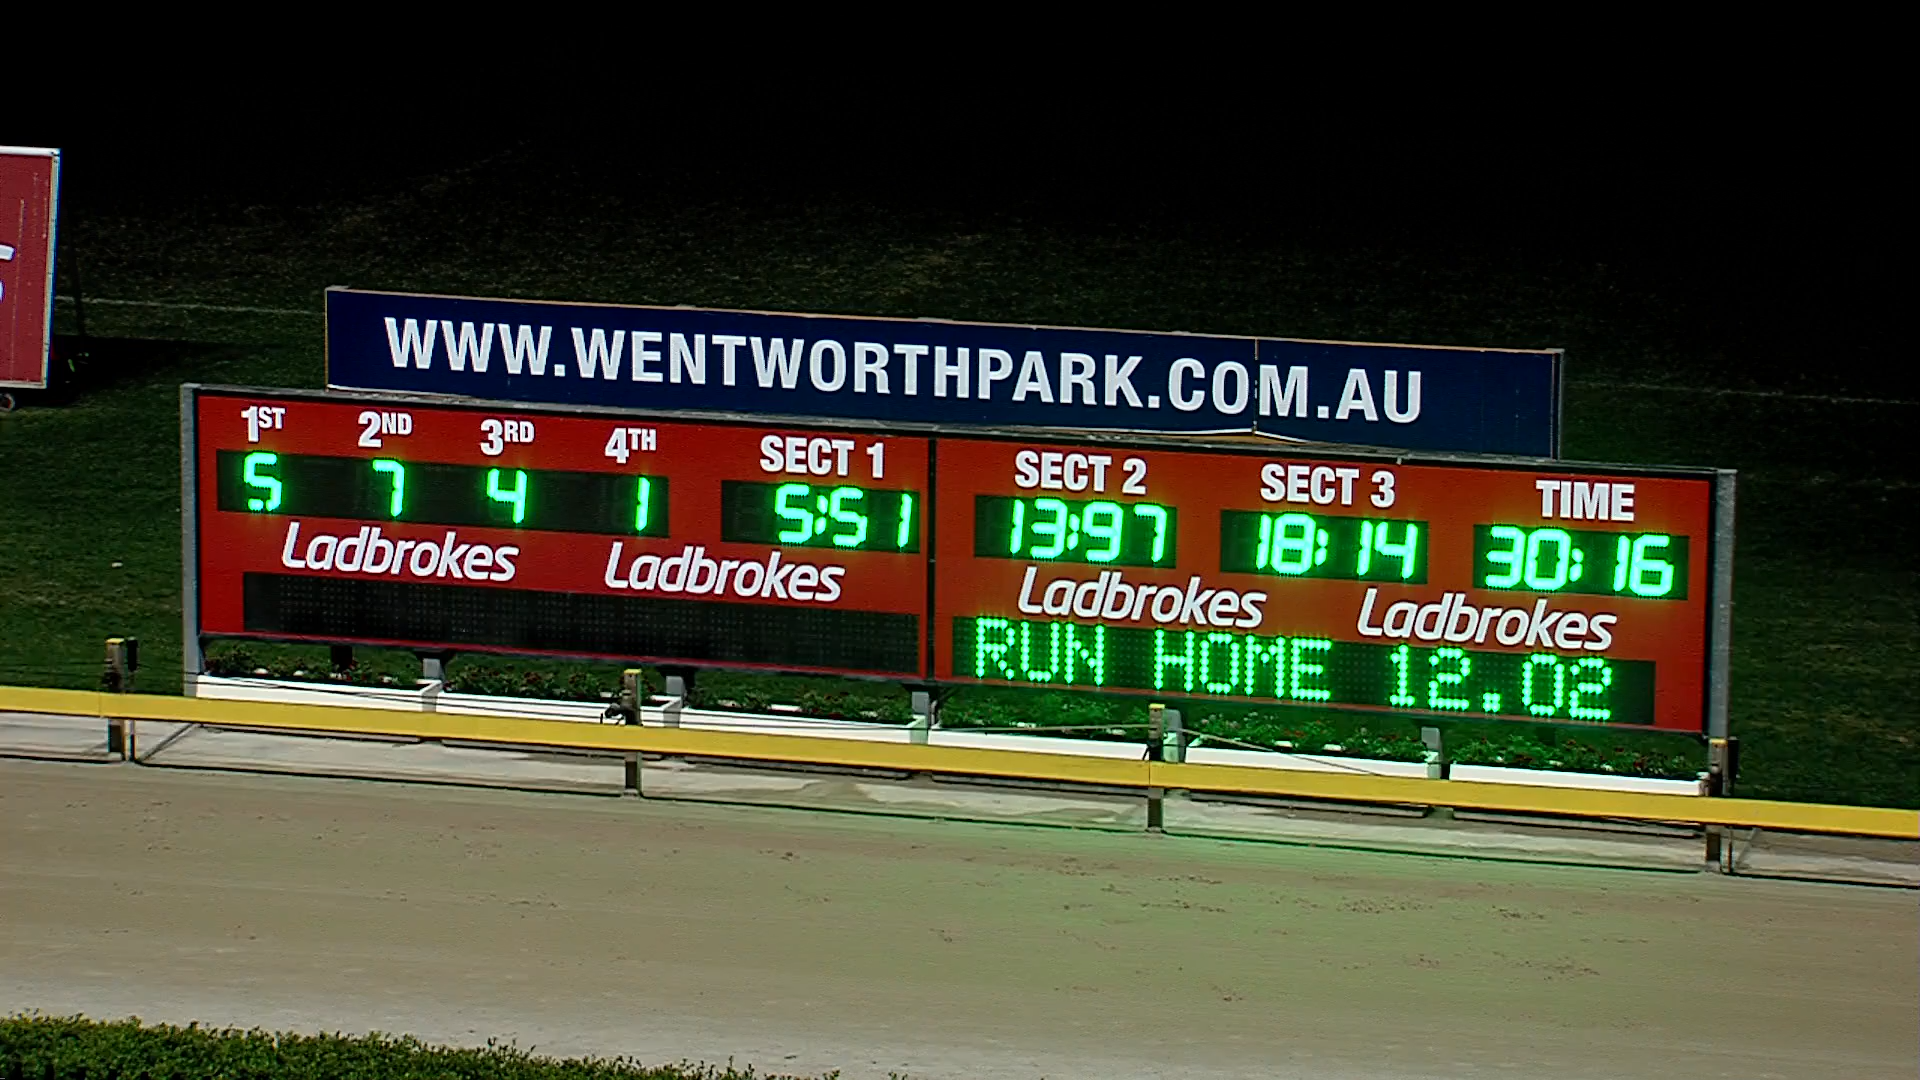 WWW.WENTWORTHPARK.COM.AU
1ST 2ND 3RD 4TH SECT 1 SECT 2 SECT 3 TIME
5 7 4 1 5:51 13:97 18:14 30:16
Ladbrokes Ladbrokes Ladbrokes Ladbrokes
RUN HOME 12.02